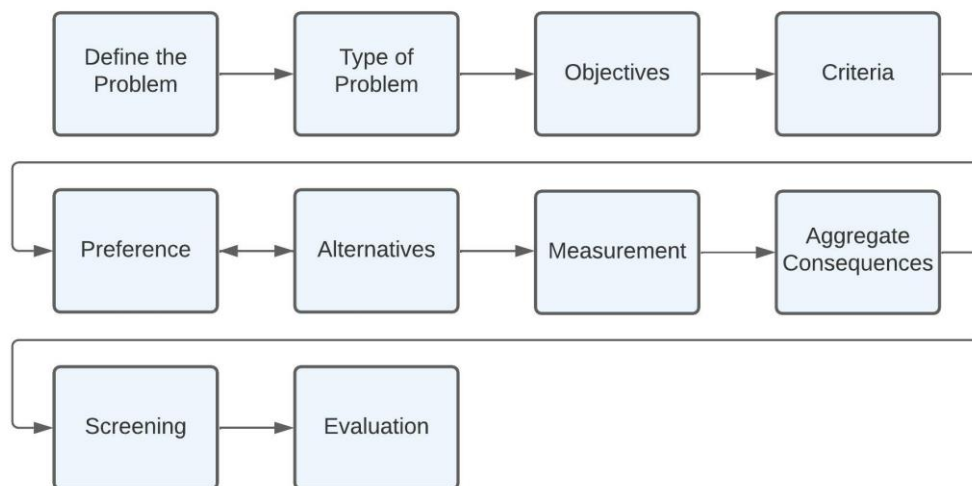 Define the
Problem
Type of
Problem
Objectives
Criteria
Preference
Alternatives
Measurement
Aggregate
Consequences
Screening
Evaluation